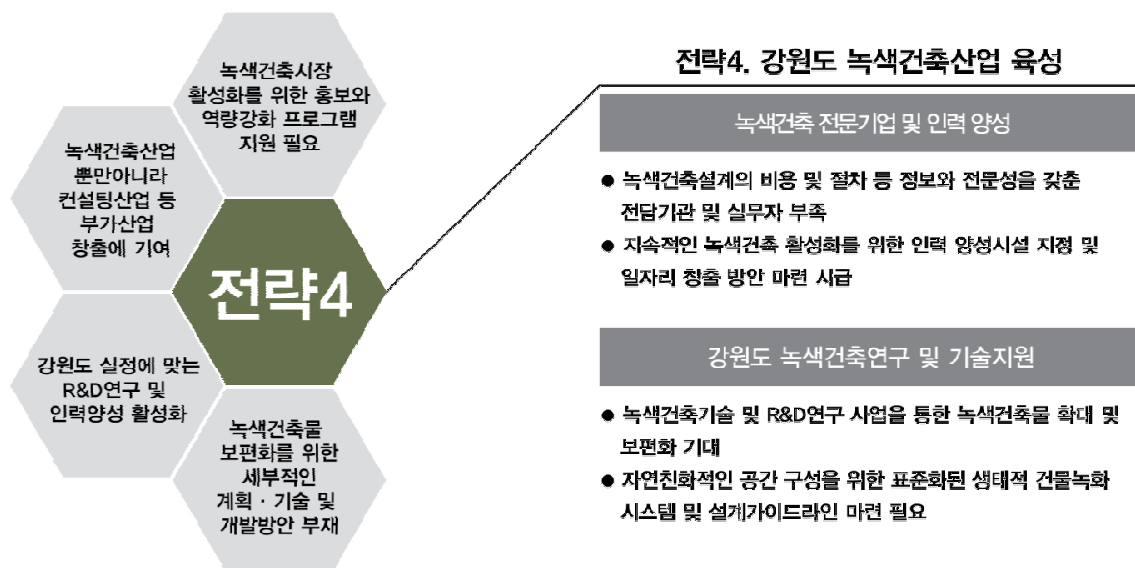 녹색건축시장
활성화를 위한 홍보와
역량강화 프로그램
지원 필요
녹색건축산업
뿐만아니라
컨설팅산업 등
부가산업
창출에 기여
전략4
강원도 실정에 맞는
R&D연구 및
인력양성 활성화
녹색건축물
보편화를 위한
세부적인
계획 · 기술 및
개발방안 부재
전략4. 강원도 녹색건축산업 육성
녹색건축 전문기업 및 인력 양성
● 녹색건축설계의 비용 및 절차 등 정보와 전문성을 갖춘
전담기관 및 실무자 부족
● 지속적인 녹색건축 활성화를 위한 인력 양성시설 지정 및
일자리 창출 방안 마련 시급
강원도 녹색건축연구 및 기술지원
● 녹색건축기술 및 R&D연구 사업을 통한 녹색건축물 확대 및
보편화 기대
● 자연친화적인 공간 구성을 위한 표준화된 생태적 건물녹화
시스템 및 설계가이드라인 마련 필요